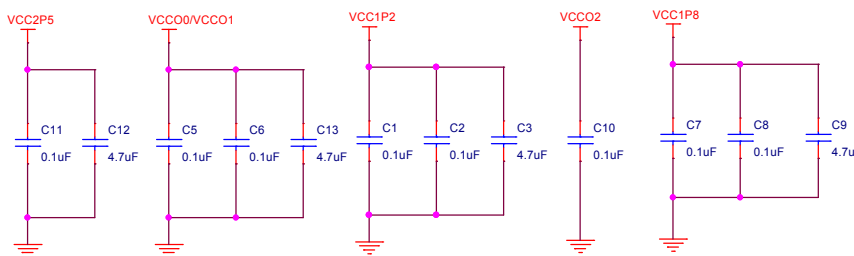 VCC2P5
VCCO0/VCCO1
VCC1P2
VCCO2
VCC1P8
C11
0.1uF
C12
4.7uF
C5
0.1uF
C6
0.1uF
C13
4.7uF
C1
0.1uF
C2
0.1uF
C3
4.7uF
C10
0.1uF
C7
0.1uF
C8
0.1uF
C9
4.7u